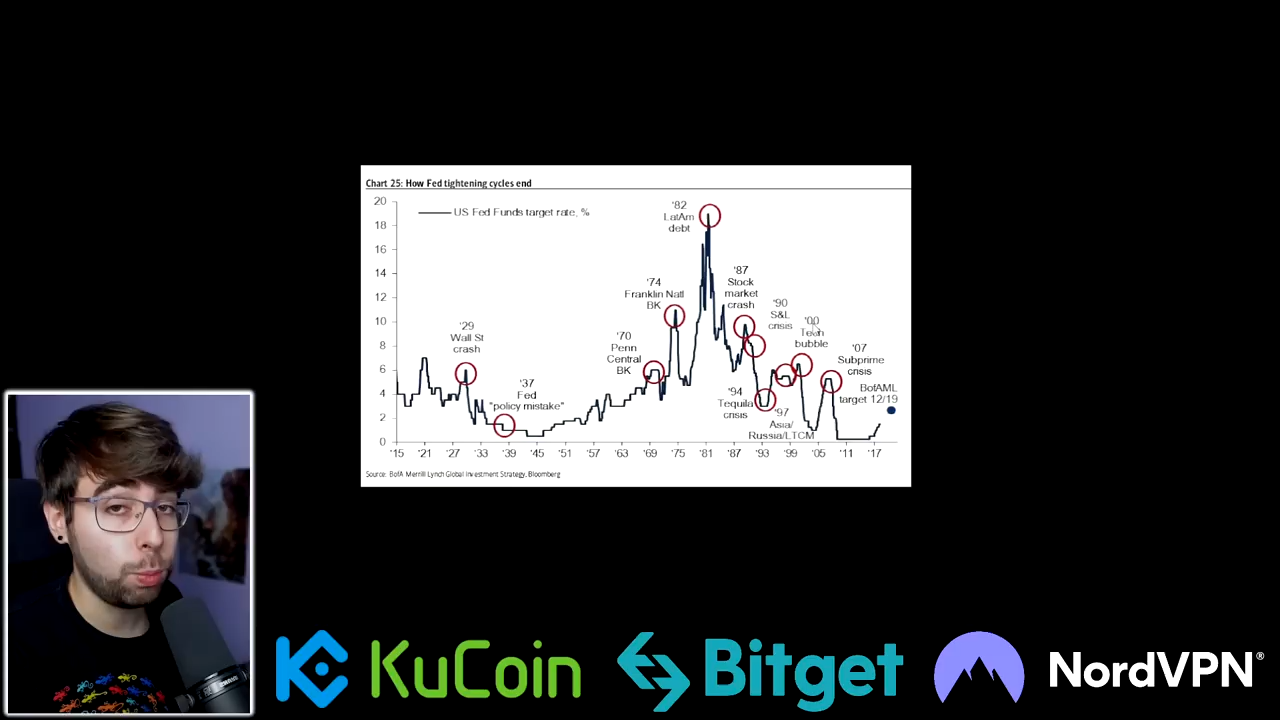 Chart 25: How Fed tightening cycles end
US Fed Funds target rate, %
20
18
16
14
12
10
8
6
4
2
0
'29
Wall St
crash
'37
Fed
"policy mistake"
'70
Penn
Central
BK
'74
Franklin Natl
BK
'82
LatAm
debt
'87
Stock
market
crash
'90
S&L
crisis
'94
Tequila
crisis
'97
Asia/
Russia/LTCM
'00
Tech
bubble
'07
Subprime
crisis
BofAML
target 12/19
'15 '21 '27 '33 '39 '45 '51 '57 '63 '69 '75 '81 '87 '93 '99 '05 '11 '17
Source: BofA Merrill Lynch Global Investment Strategy, Bloomberg
KuCoin
Bitget
NordVPN®